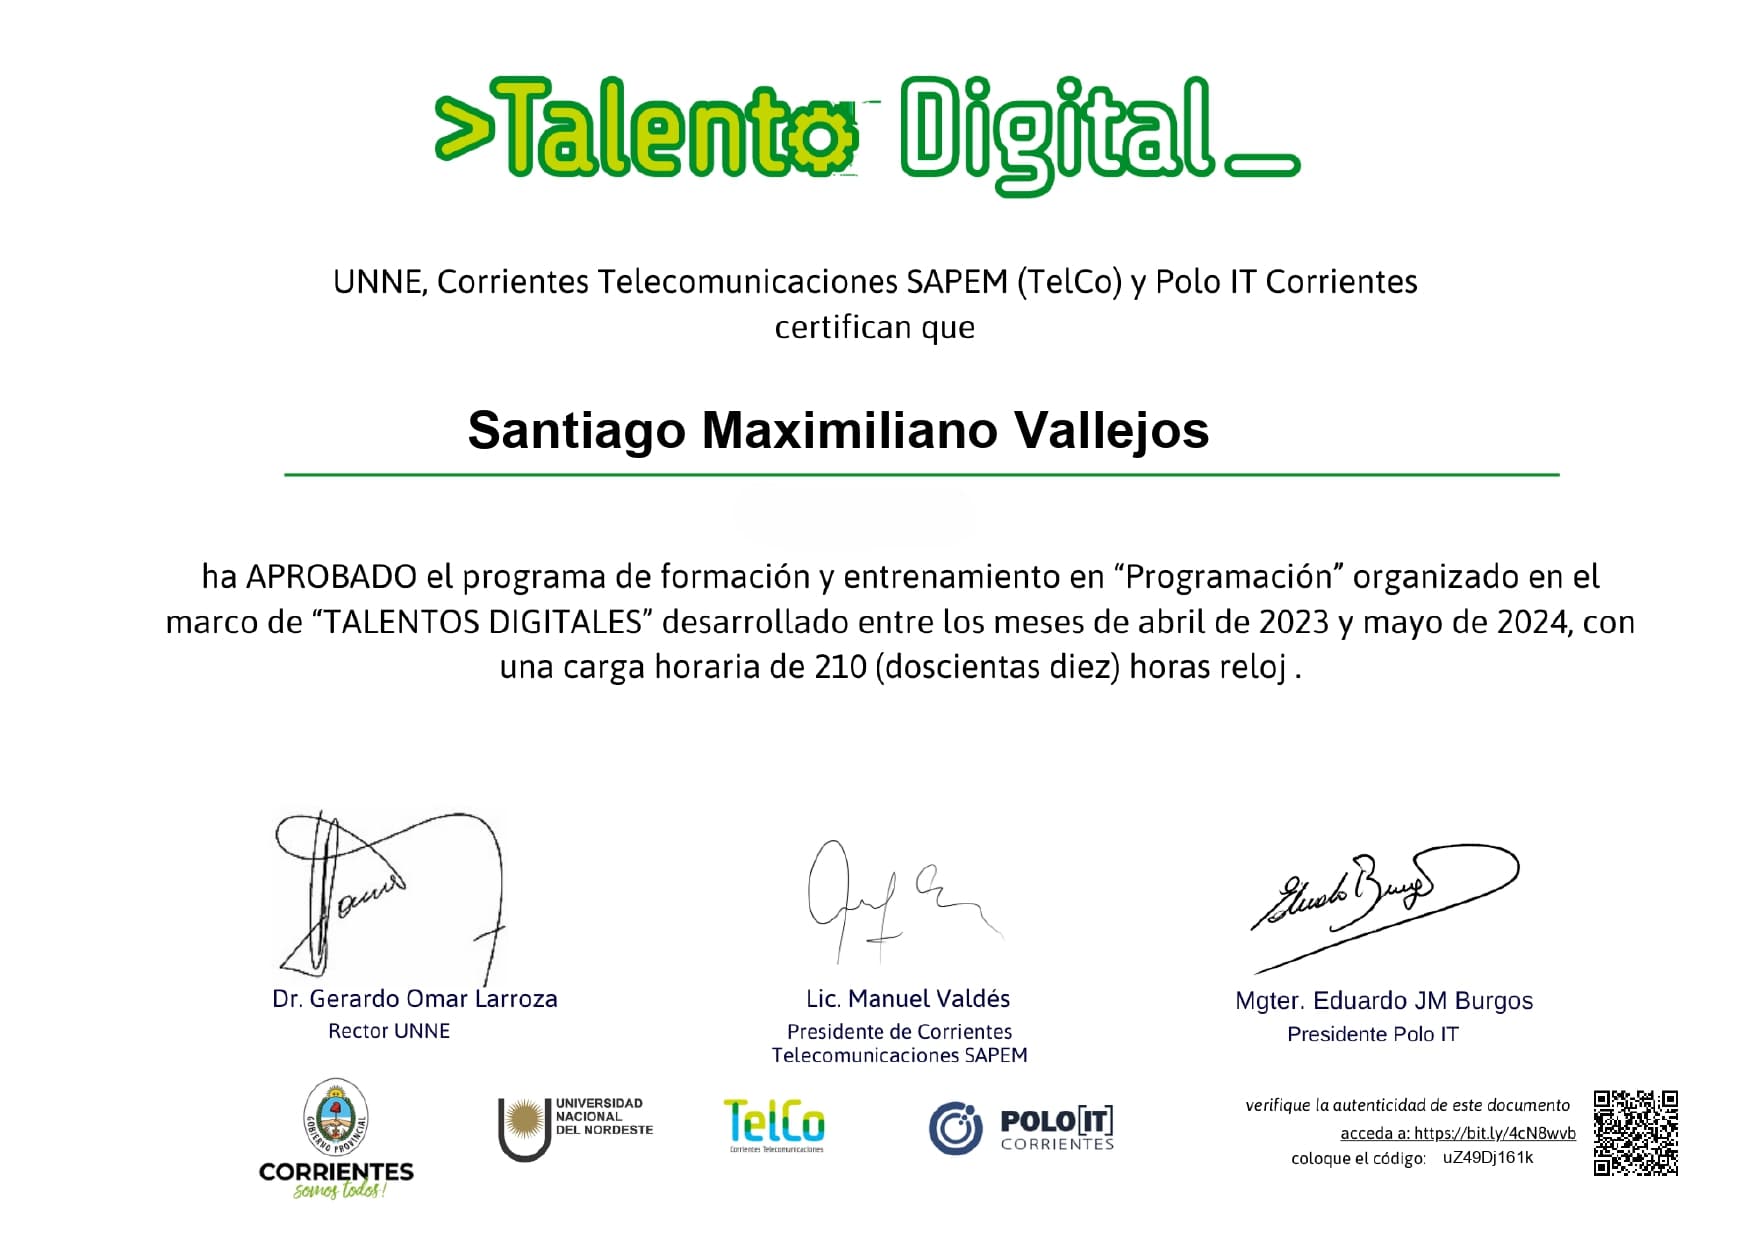 >Talento Digital_
UNNE, Corrientes Telecomunicaciones SAPEM (TelCo) y Polo IT Corrientes
certifican que
Santiago Maximiliano Vallejos
ha APROBADO el programa de formación y entrenamiento en “Programación” organizado en el
marco de “TALENTOS DIGITALES” desarrollado entre los meses de abril de 2023 y mayo de 2024, con
una carga horaria de 210 (doscientas diez) horas reloj .
Eduardo Burgos
Dr. Gerardo Omar Larroza
Rector UNNE
Lic. Manuel Valdés
Presidente de Corrientes
Telecomunicaciones SAPEM
Mgter. Eduardo JM Burgos
Presidente Polo IT
GOBIERNO PROVINCIAL
CORRIENTES
somos todos!
UNIVERSIDAD
NACIONAL
DEL NORDESTE
TelCo
Corrientes Telecomunicaciones
POLO[IT]
CORRIENTES
verifique la autenticidad de este documento
acceda a: https://bit.ly/4cN8wvb
coloque el código: uZ49Dj161k